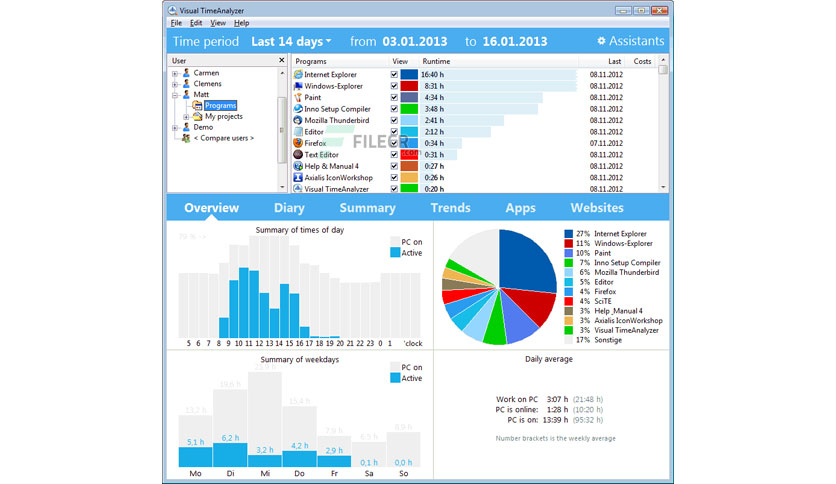 Visual TimeAnalyzer
File Edit View Help
Time period Last 14 days from 03.01.2013 to 16.01.2013 Assistants
User
Carmen
Clemens
Matt
Programs
My projects
Demo
< Compare users >
Programs View Runtime Last Costs
Internet Explorer 16:40 h 08.11.2012
Windows-Explorer 8:31 h 08.11.2012
Paint 4:34 h 08.11.2012
Inno Setup Compiler 3:48 h 08.11.2012
Mozilla Thunderbird 2:41 h 08.11.2012
Editor 2:12 h 08.11.2012
Firefox 0:34 h 07.11.2012
Text Editor 0:31 h 08.11.2012
Help & Manual 4 0:27 h 08.11.2012
Axialis IconWorkshop 0:26 h 08.11.2012
Visual TimeAnalyzer 0:20 h 08.11.2012
FILECR
.com
Overview Diary Summary Trends Apps Websites
Summary of times of day
PC on
Active
5 6 7 8 9 10 11 12 13 14 15 16 17 18 19 20 21 22 23 0 1 'clock
27% Internet Explorer
11% Windows-Explorer
10% Paint
7% Inno Setup Compiler
6% Mozilla Thunderbird
5% Editor
4% Firefox
4% SciTE
3% Help_Manual 4
3% Axialis IconWorkshop
3% Visual TimeAnalyzer
17% Sonstige
Summary of weekdays
PC on
Active
13,2 h 19,6 h 23,9 h 15,4 h 7,9 h 6,5 h 8,9 h
5,1 h 6,2 h 3,2 h 4,2 h 2,9 h 0,1 h 0,0 h
Mo Di Mi Do Fr Sa So
Daily average
Work on PC 3:07 h (21:48 h)
PC is online: 1:28 h (10:20 h)
PC is on: 13:39 h (95:32 h)
Number brackets is the weekly average